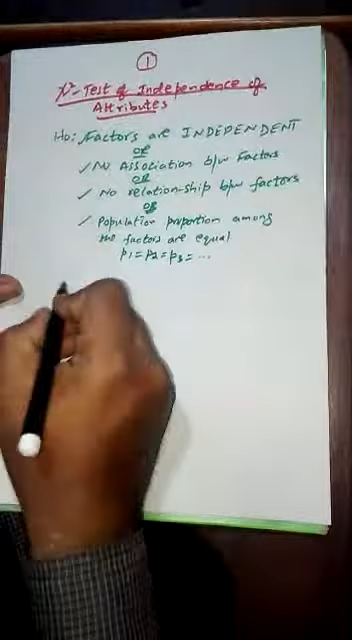 1
χ²-Test of Independence of
Attributes
Ho: Factors are INDEPENDENT
OR
✓ No Association b/w Factors
OR
✓ No relation-ship b/w factors
OR
✓ Population proportion among
the factors are equal
p1 = p2 = p3 = ...